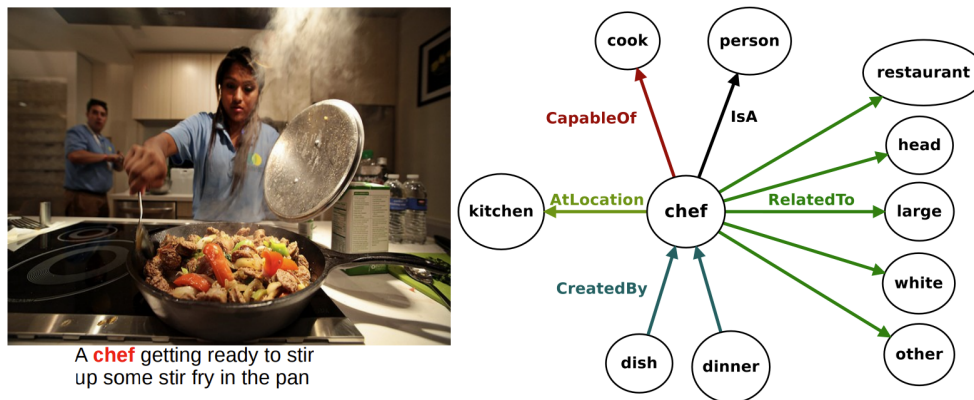 A chef getting ready to stir
up some stir fry in the pan
cook
person
restaurant
CapableOf
IsA
head
kitchen
AtLocation
chef
RelatedTo
large
CreatedBy
white
dish
dinner
other